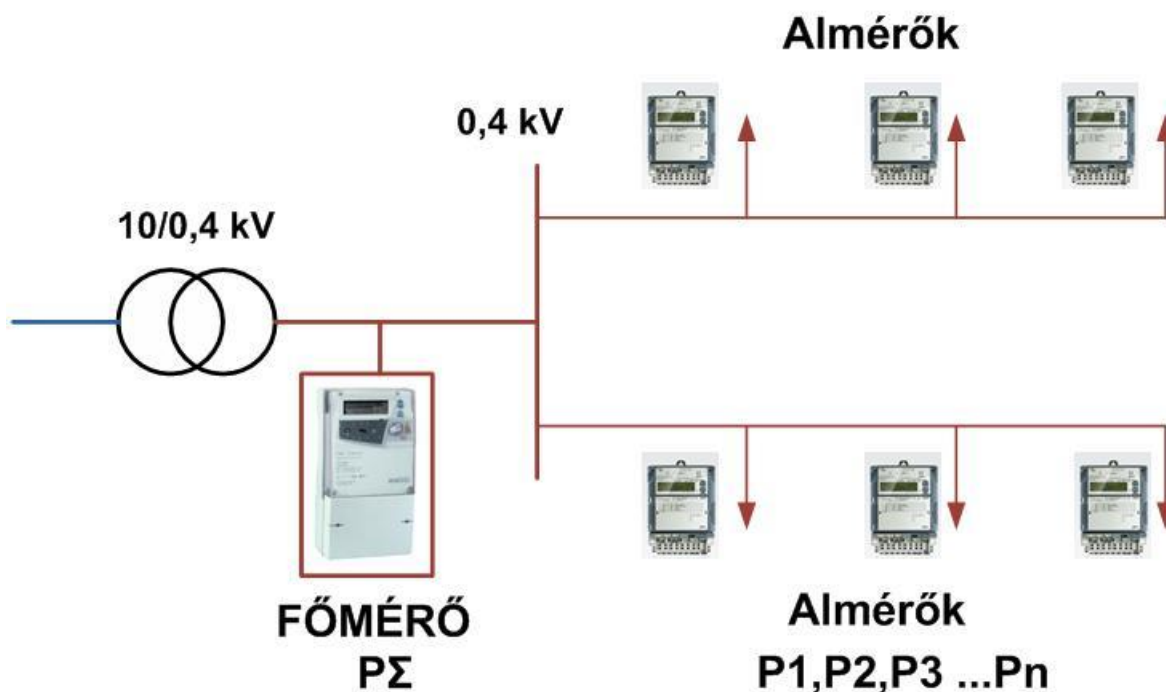 Almérők
0,4 kV
10/0,4 kV
FŐMÉRŐ
PΣ
Almérők
P1,P2,P3 ...Pn